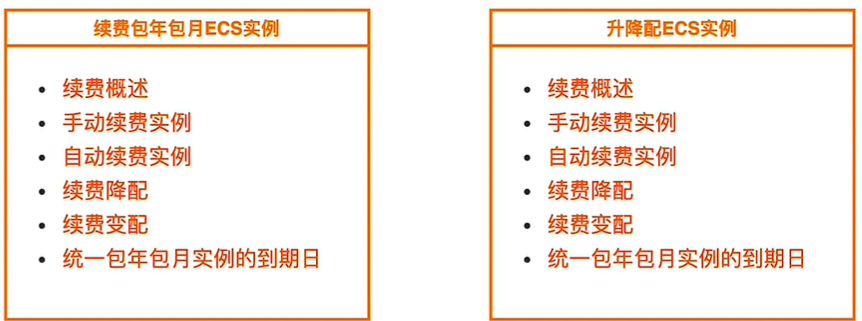 续费包年包月ECS实例
续费概述
手动续费实例
自动续费实例
续费降配
续费变配
统一包年包月实例的到期日
升降配ECS实例
续费概述
手动续费实例
自动续费实例
续费降配
续费变配
统一包年包月实例的到期日